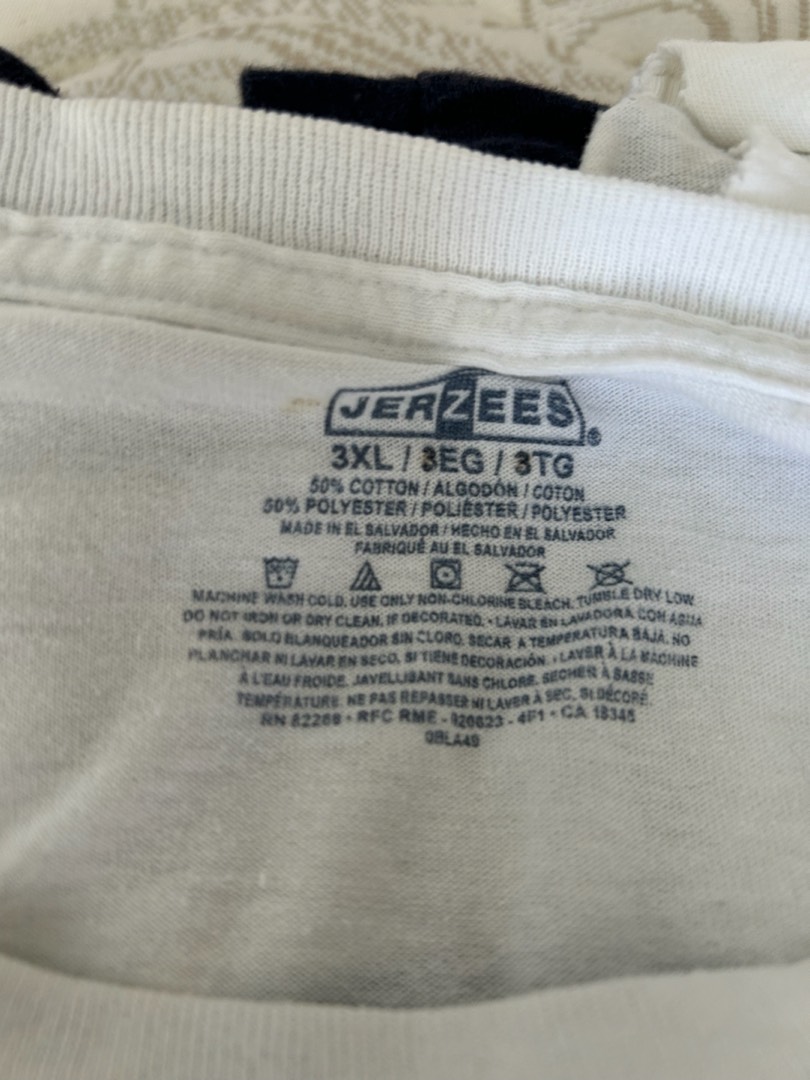 JERZEES®
3XL / 3EG / 3TG
50% COTTON / ALGODÓN / COTON
50% POLYESTER / POLIÉSTER / POLYESTER
MADE IN EL SALVADOR / HECHO EN EL SALVADOR
FABRIQUÉ AU EL SALVADOR
MACHINE WASH COLD. USE ONLY NON-CHLORINE BLEACH. TUMBLE DRY LOW
DO NOT IRON OR DRY CLEAN, IF DECORATED. • LAVAR EN LAVADORA CON AGUA
FRÍA. SOLO BLANQUEADOR SIN CLORO. SECAR A TEMPERATURA BAJA. NO
PLANCHAR NI LAVAR EN SECO, SI TIENE DECORACIÓN. • LAVER À LA MACHINE
À L'EAU FROIDE. JAVELLISANT SANS CHLORE. SÉCHER À BASSE
TEMPÉRATURE. NE PAS REPASSER NI LAVER À SEC, SI DÉCORÉ.
RN • RFC RME - 920623 - 4F1 • CA 18345